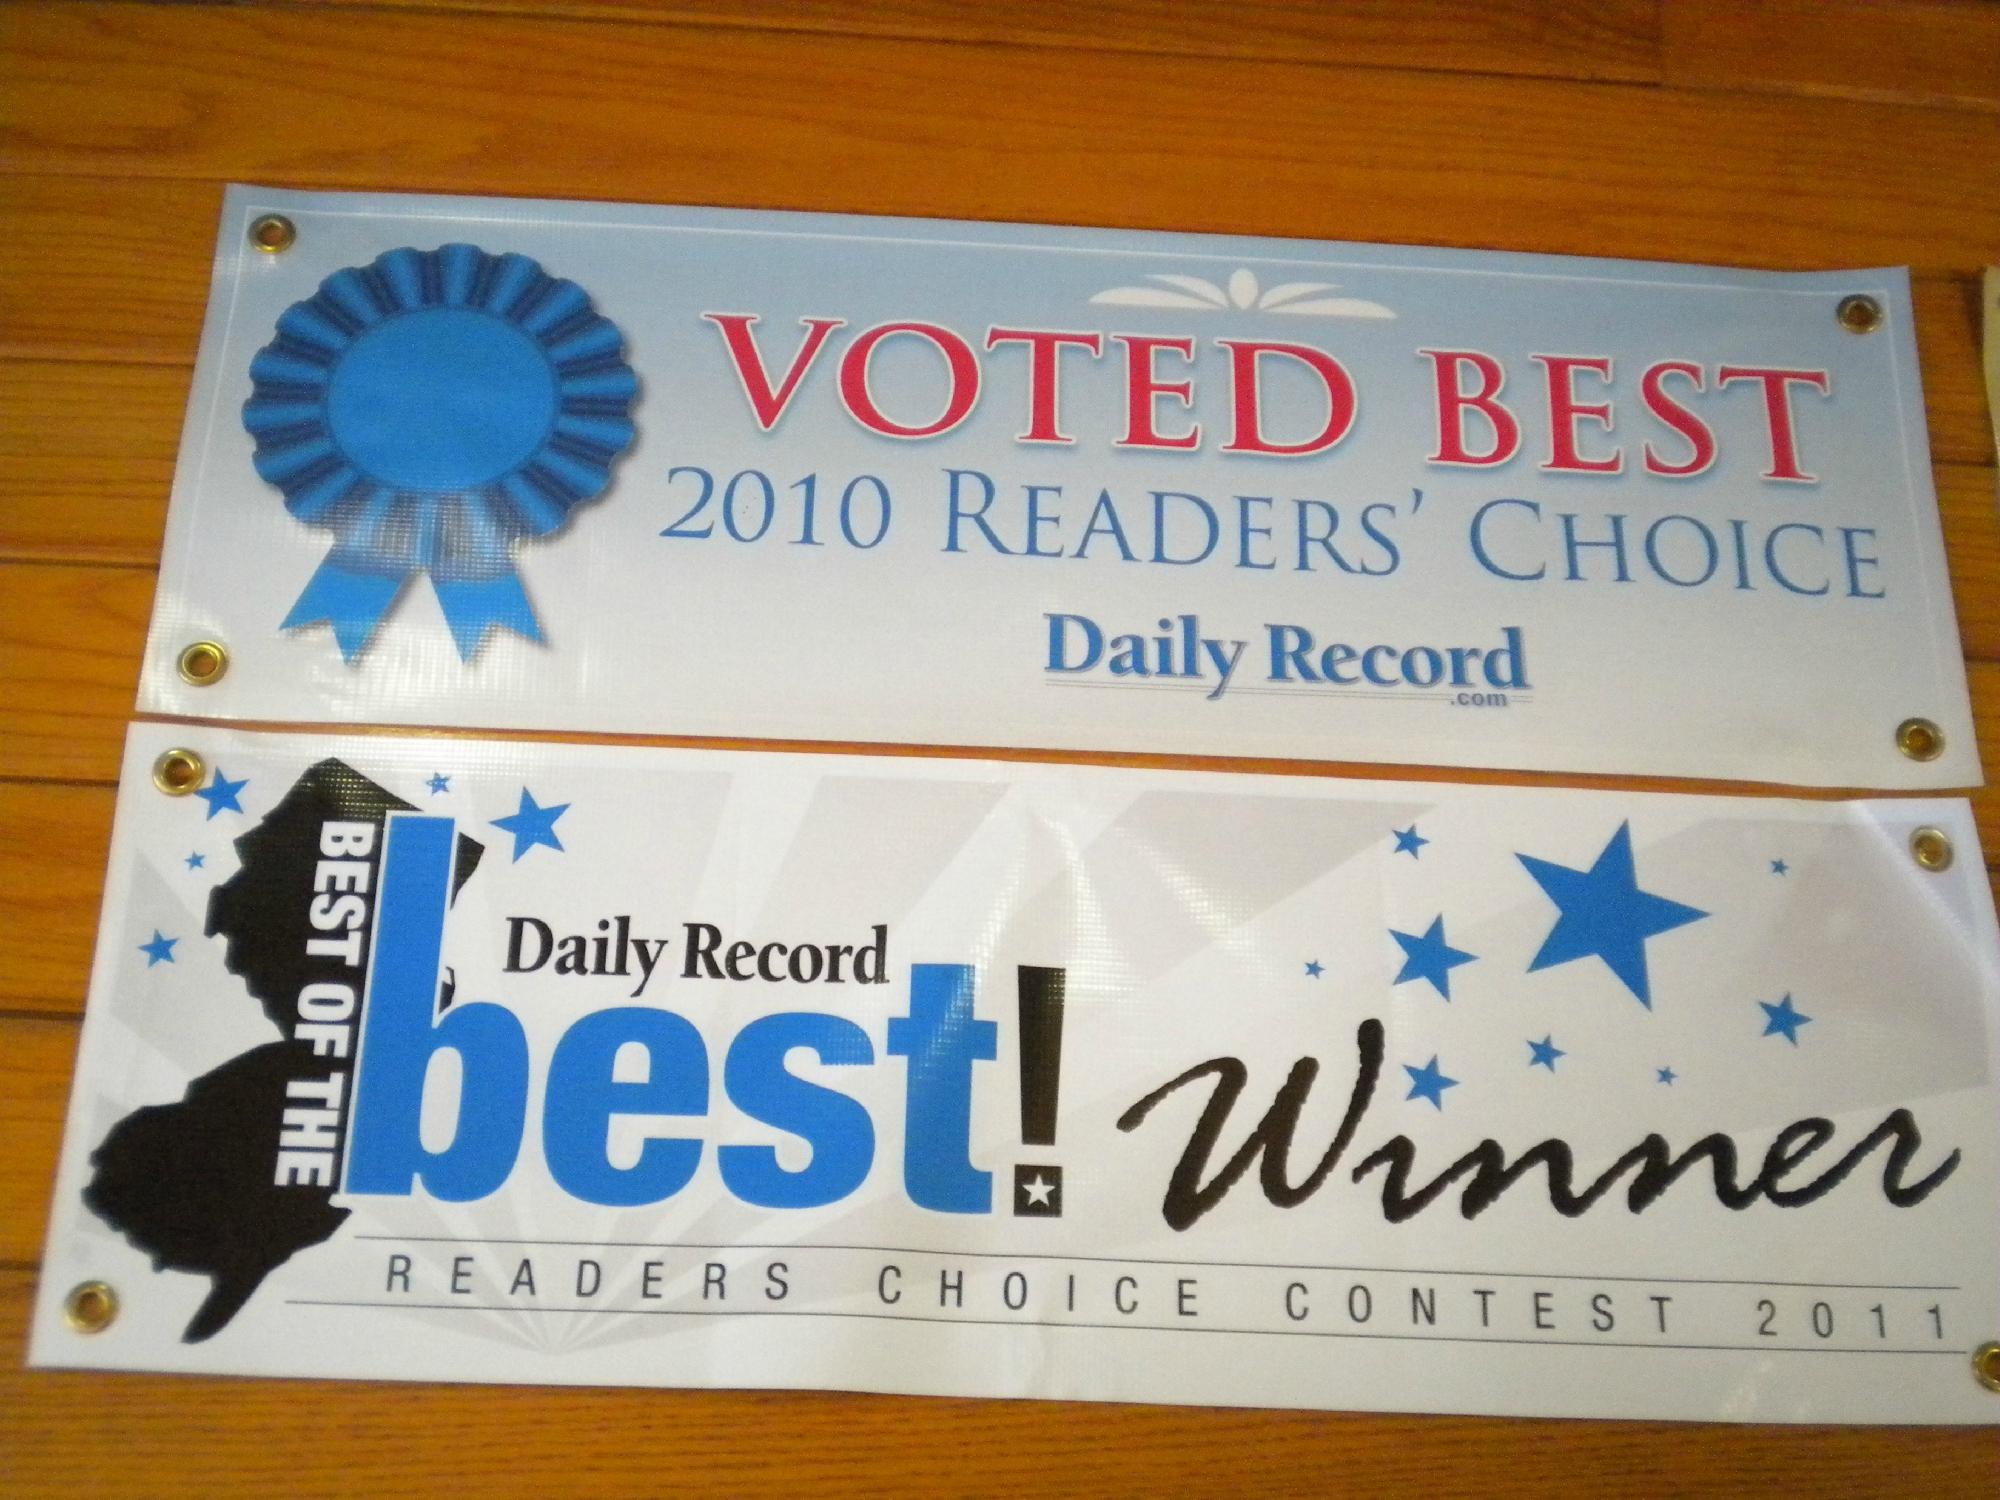 VOTED BEST
2010 READERS' CHOICE
Daily Record
.com
BEST OF THE
Daily Record
best!
Winner
READERS CHOICE CONTEST 2011